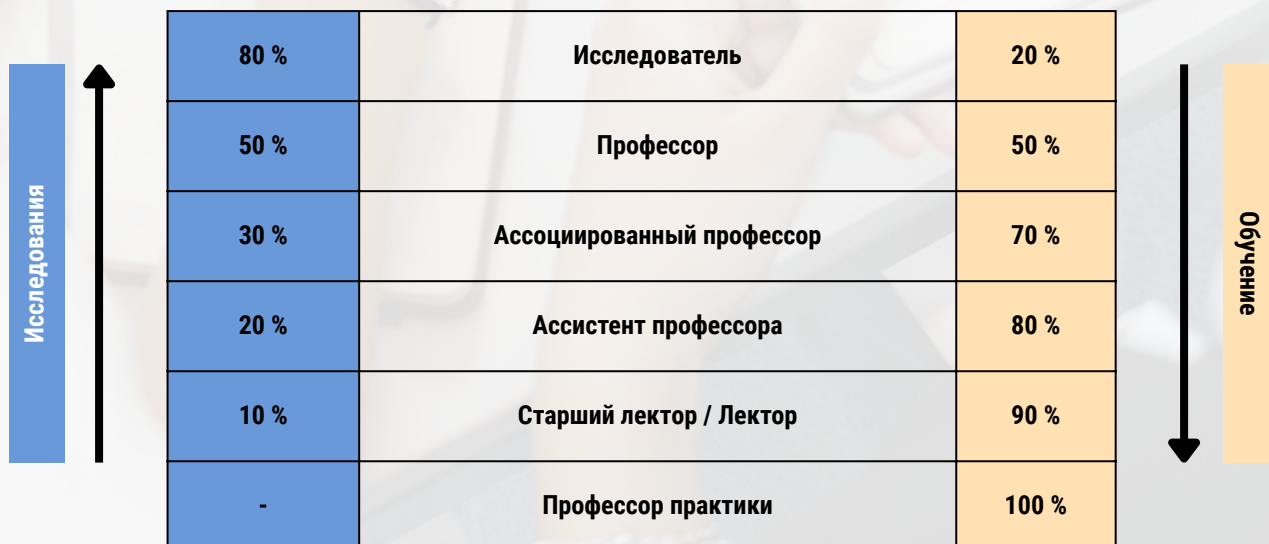 Исследования
80 % Исследователь 20 %
50 % Профессор 50 %
30 % Ассоциированный профессор 70 %
20 % Ассистент профессора 80 %
10 % Старший лектор / Лектор 90 %
- Профессор практики 100 %
Обучение